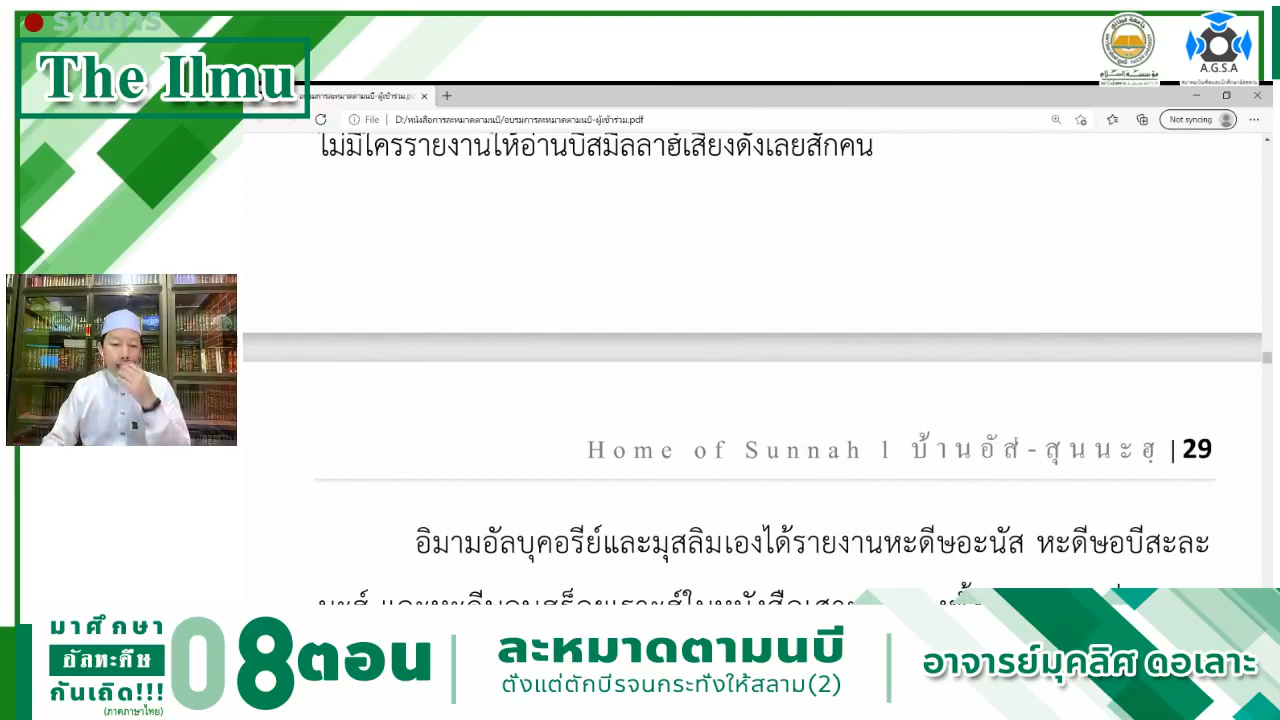 รายการ
The Ilmu
A.G.S.A
File | D:/หนังสือการละหมาดตามนบี/อบรมการละหมาดตามนบี-ผู้เข้าร่วม.pdf
Not syncing
ไม่มีใครรายงานให้อ่านบิสมิลลาฮ์เสียงดังเลยสักคน
Home of Sunnah l บ้านอัส-สุนนะฮฺ | 29
อิมามอัลบุคอรีย์และมุสลิมเองได้รายงานหะดีษอะนัส หะดีษอบีสะละ
มาศึกษา
อัลหะดีษ
กันเถิด!!!
(ภาคภาษาไทย)
08 ตอน
ละหมาดตามนบี
ตั้งแต่ตักบีรจนกระทั่งให้สลาม(2)
อาจารย์มุคลิศ ดอเลาะ